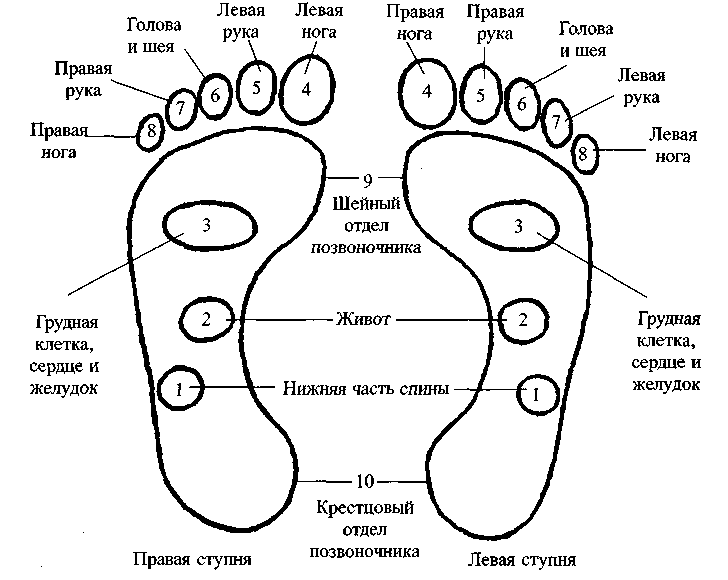 Левая
рука
Левая
нога
Голова
и шея
Правая
рука
Правая
нога
8
7
6
5
4
Правая
нога
Правая
рука
Голова
и шея
Левая
рука
Левая
нога
4
5
6
7
8
9
Шейный
отдел
позвоночника
3
3
Грудная
клетка,
сердце и
желудок
2
Живот
2
Грудная
клетка,
сердце и
желудок
1
Нижняя часть спины
1
10
Крестцовый
отдел
позвоночника
Правая ступня
Левая ступня